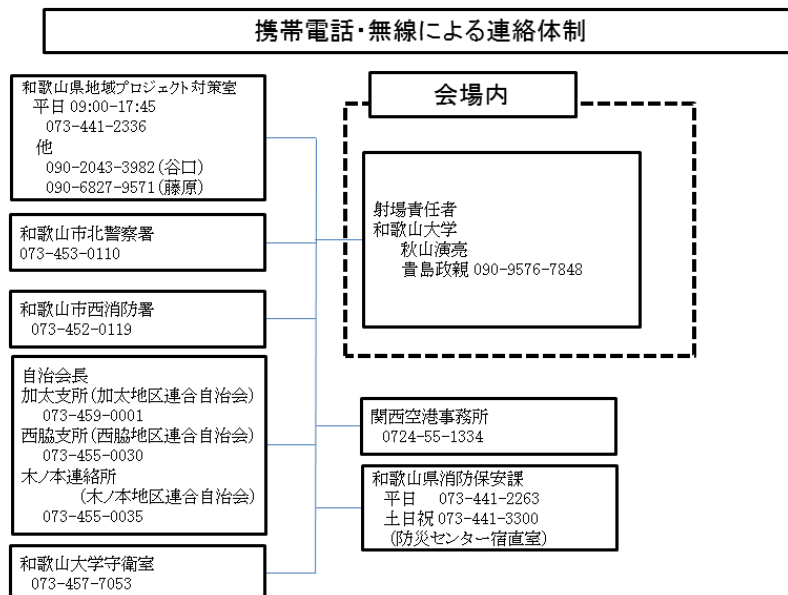 携帯電話・無線による連絡体制
和歌山県地域プロジェクト対策室
平日 09:00-17:45
073-441-2336
他
090-2043-3982(谷口)
090-6827-9571(藤原)
和歌山市北警察署
073-453-0110
和歌山市西消防署
073-452-0119
自治会長
加太支所(加太地区連合自治会)
073-459-0001
西脇支所(西脇地区連合自治会)
073-455-0030
木ノ本連絡所
(木ノ本地区連合自治会)
073-455-0035
和歌山大学守衛室
073-457-7053
会場内
射場責任者
和歌山大学
秋山演亮
貴島政親 090-9576-7848
関西空港事務所
0724-55-1334
和歌山県消防保安課
平日 073-441-2263
土日祝 073-441-3300
(防災センター宿直室)